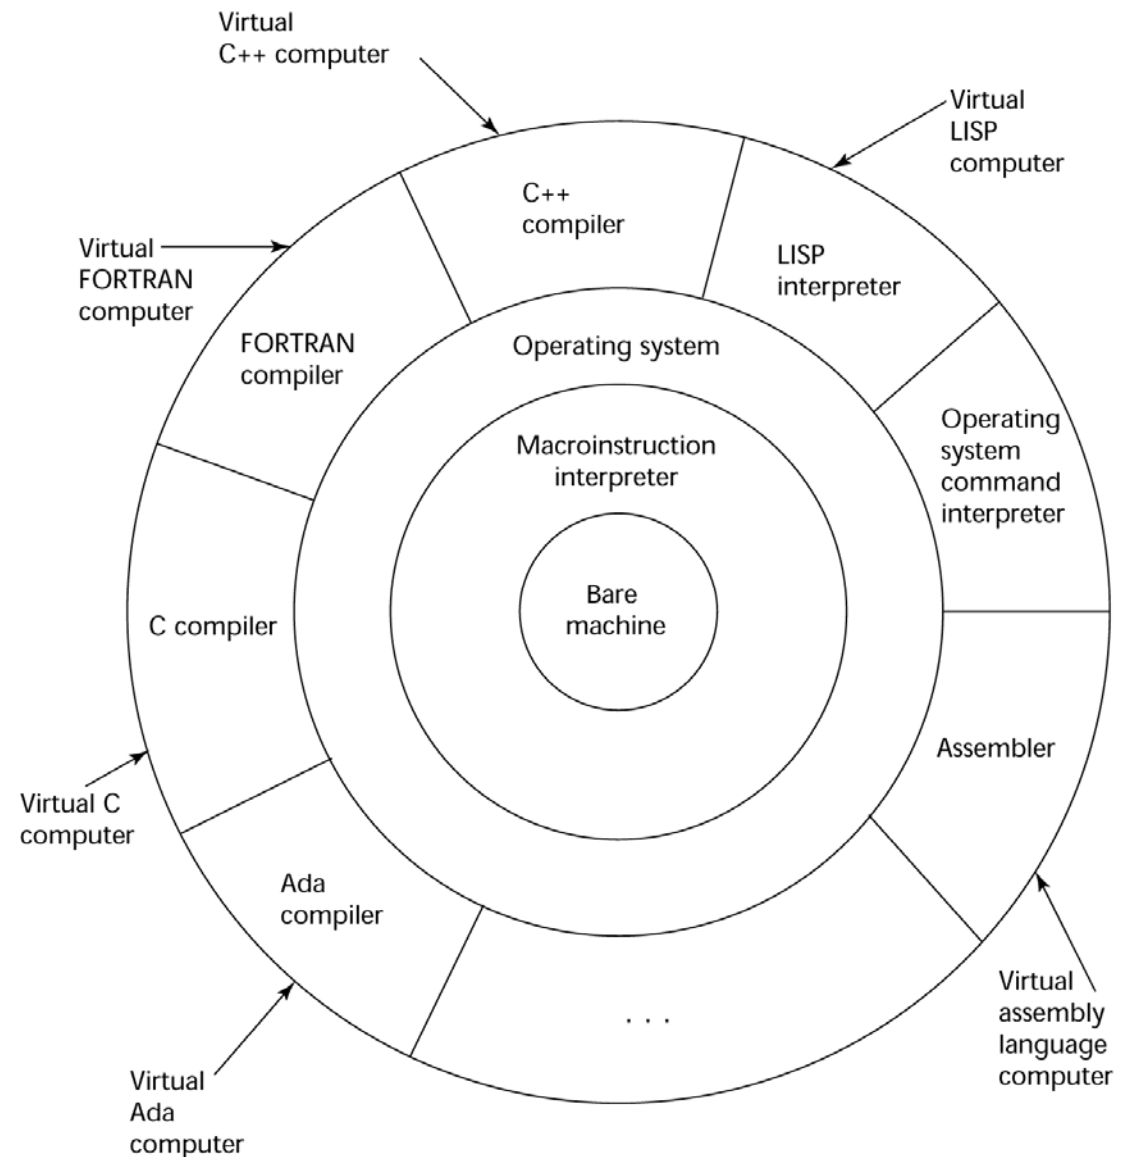 Virtual
C++ computer
Virtual
LISP
computer
C++
compiler
Virtual
FORTRAN
computer
LISP
interpreter
FORTRAN
compiler
Operating system
Operating
system
command
interpreter
Macroinstruction
interpreter
Bare
machine
C compiler
Assembler
Virtual C
computer
Ada
compiler
Virtual
assembly
language
computer
. . .
Virtual
Ada
computer